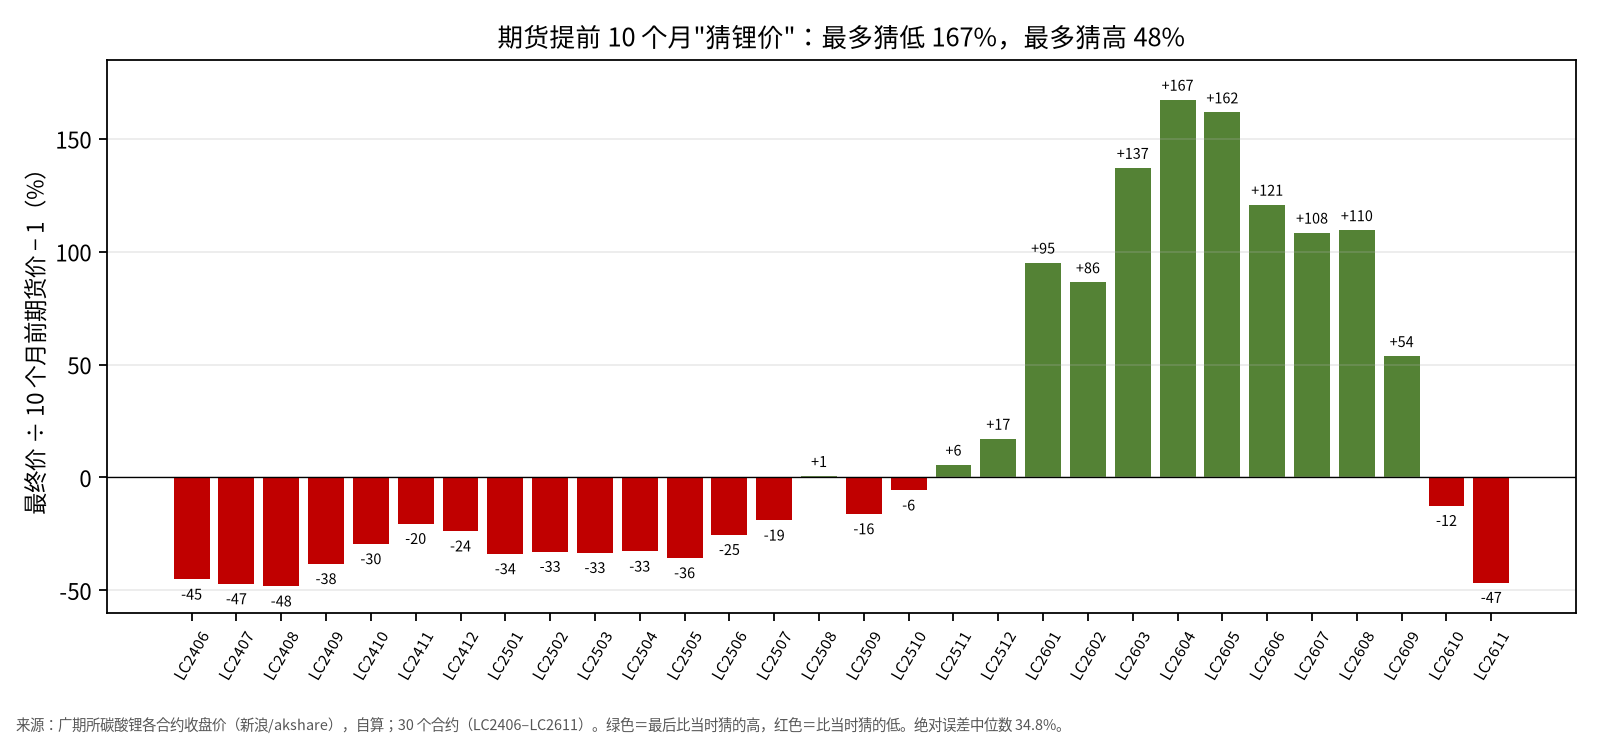 期货提前 10 个月"猜锂价"：最多猜低 167%，最多猜高 48%
最终价 ÷ 10 个月前期货价 − 1（%）
150
100
50
0
-50
-45
-47
-48
-38
-30
-20
-24
-34
-33
-33
-33
-36
-25
-19
+1
-16
-6
+6
+17
+95
+86
+137
+167
+162
+121
+108
+110
+54
-12
-47
LC2406
LC2407
LC2408
LC2409
LC2410
LC2411
LC2412
LC2501
LC2502
LC2503
LC2504
LC2505
LC2506
LC2507
LC2508
LC2509
LC2510
LC2511
LC2512
LC2601
LC2602
LC2603
LC2604
LC2605
LC2606
LC2607
LC2608
LC2609
LC2610
LC2611
来源：广期所碳酸锂各合约收盘价（新浪/akshare），自算；30 个合约（LC2406–LC2611）。绿色＝最后比当时猜的高，红色＝比当时猜的低。绝对误差中位数 34.8%。